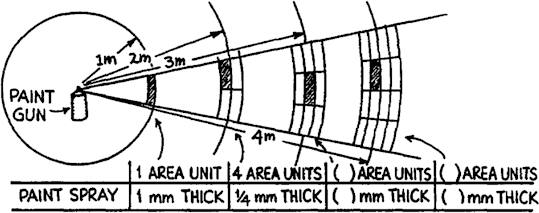 1m
2m
3m
4m
PAINT
GUN
1 AREA UNIT 4 AREA UNITS ( ) AREA UNITS ( ) AREA UNITS
PAINT SPRAY 1 mm THICK 1/4 mm THICK ( ) mm THICK ( ) mm THICK